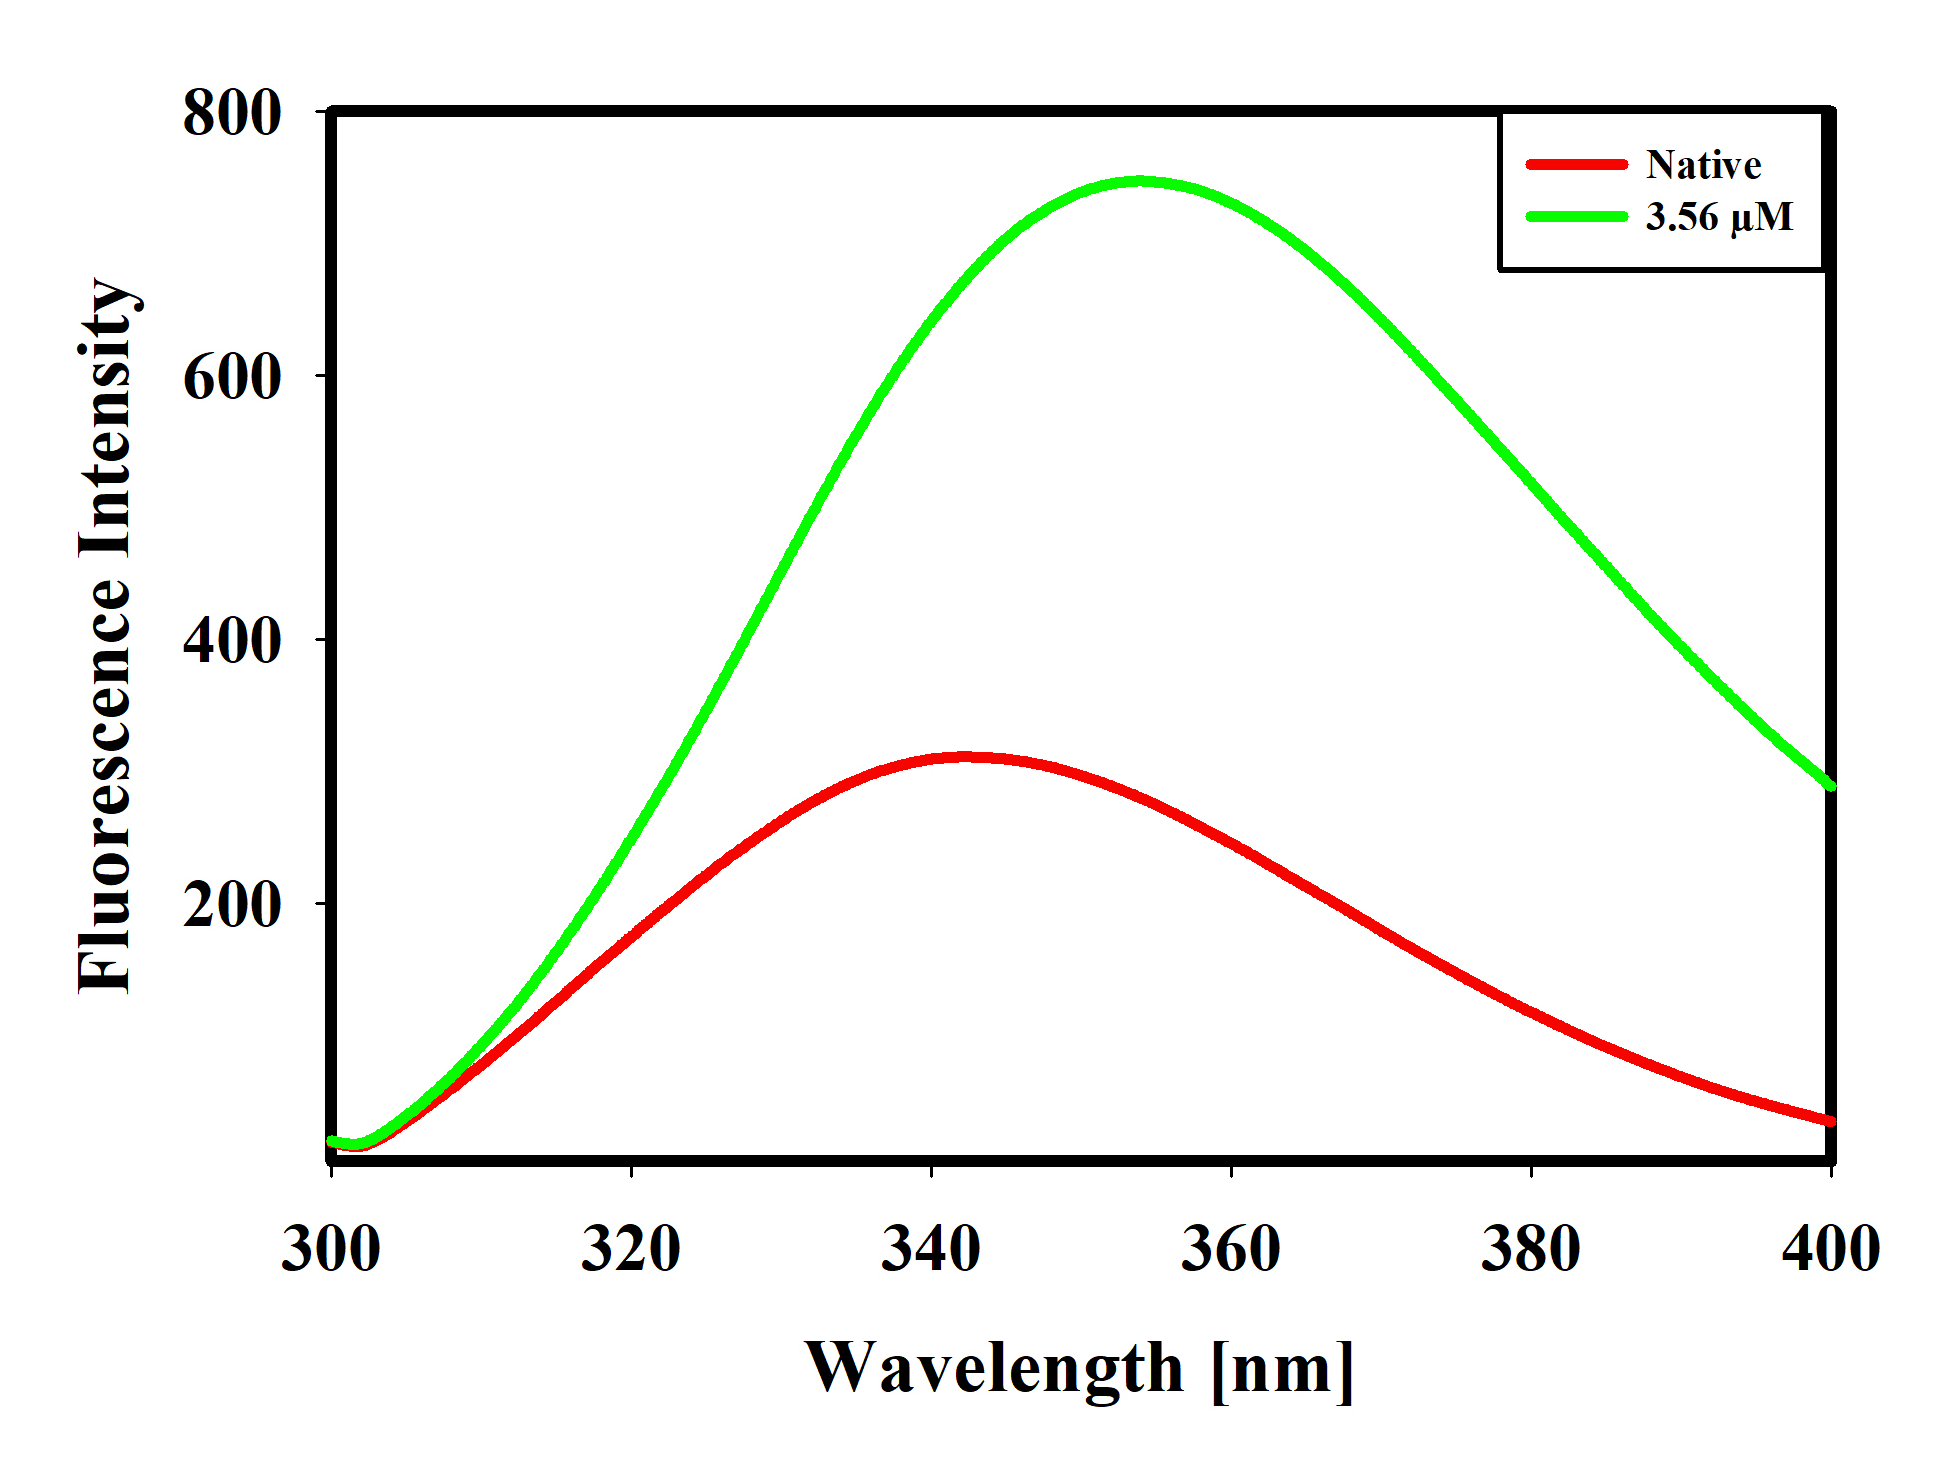 800
600
400
200
Fluorescence Intensity
Native
3.56 µM
300 320 340 360 380 400
Wavelength [nm]